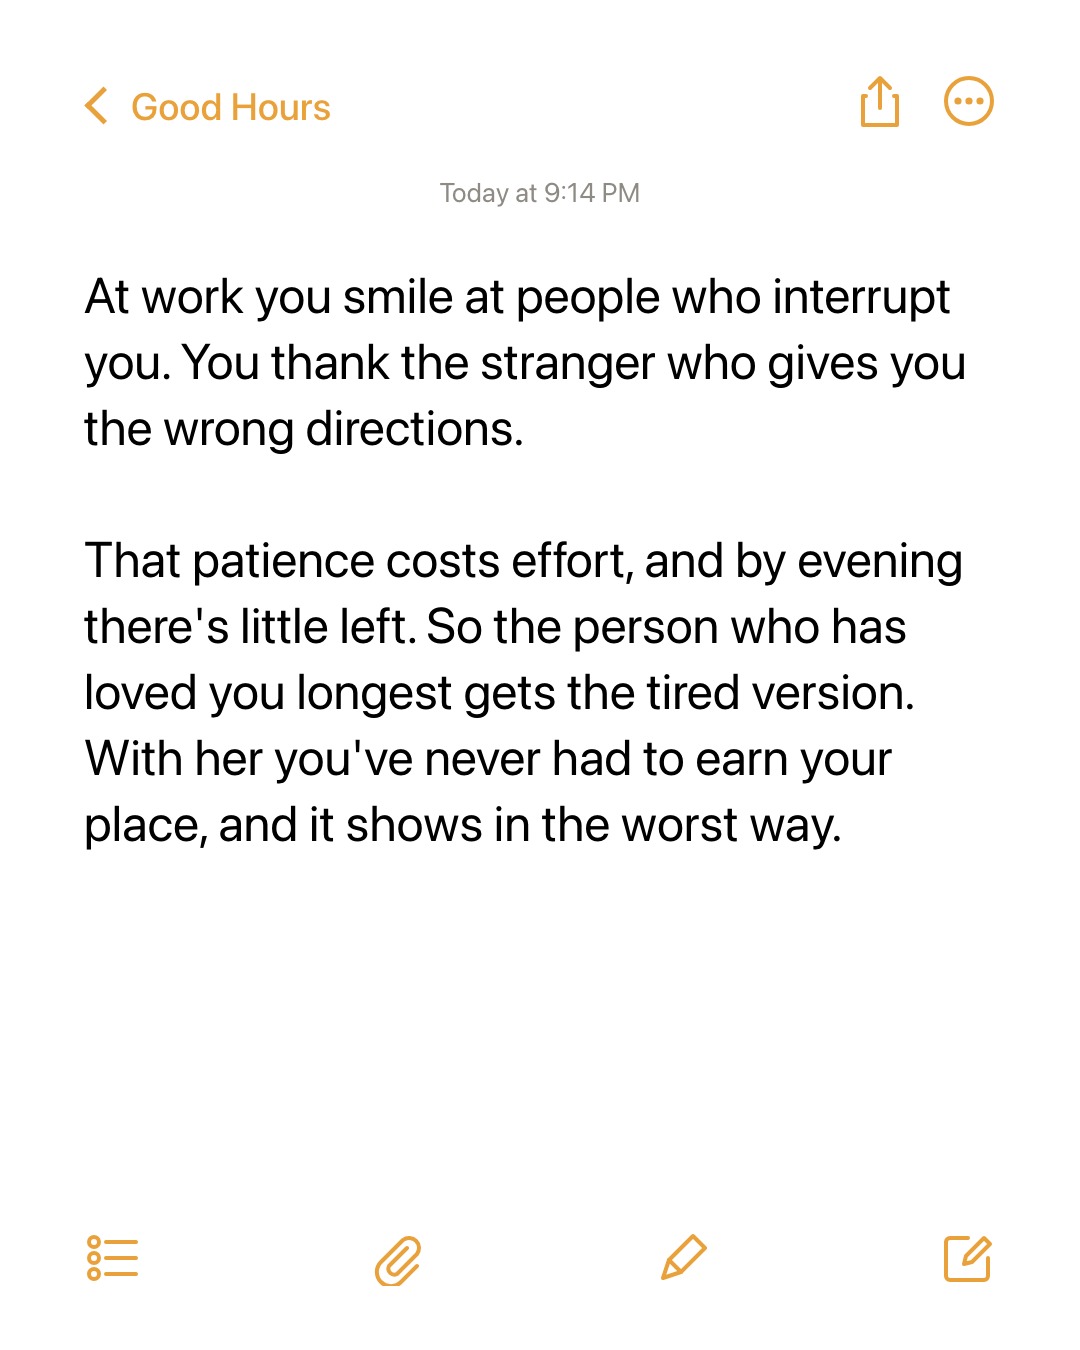 Good Hours
Today at 9:14 PM
At work you smile at people who interrupt
you. You thank the stranger who gives you
the wrong directions.
That patience costs effort, and by evening
there's little left. So the person who has
loved you longest gets the tired version.
With her you've never had to earn your
place, and it shows in the worst way.